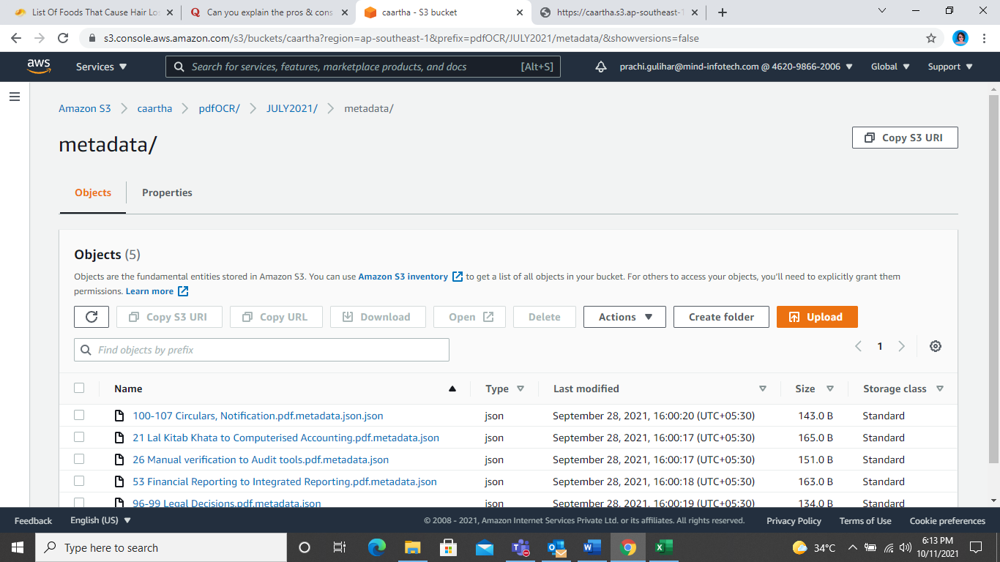 List Of Foods That Cause Hair Lo
Can you explain the pros & cons
caartha - S3 bucket
https://caartha.s3.ap-southeast-1
s3.console.aws.amazon.com/s3/buckets/caartha?region=ap-southeast-1&prefix=pdfOCR/JULY2021/metadata/&showversions=false
aws
Services
Search for services, features, marketplace products, and docs [Alt+S]
prachi.gulihar@mind-infotech.com @ 4620-9866-2006
Global
Support
Amazon S3
caartha
pdfOCR/
JULY2021/
metadata/
metadata/
Copy S3 URI
Objects
Properties
Objects (5)
Objects are the fundamental entities stored in Amazon S3. You can use Amazon S3 inventory to get a list of all objects in your bucket. For others to access your objects, you'll need to explicitly grant them
permissions. Learn more
Copy S3 URI
Copy URL
Download
Open
Delete
Actions
Create folder
Upload
Find objects by prefix
1
Name Type Last modified Size Storage class
100-107 Circulars, Notification.pdf.metadata.json.json json September 28, 2021, 16:00:20 (UTC+05:30) 143.0 B Standard
21 Lal Kitab Khata to Computerised Accounting.pdf.metadata.json json September 28, 2021, 16:00:17 (UTC+05:30) 165.0 B Standard
26 Manual verification to Audit tools.pdf.metadata.json json September 28, 2021, 16:00:17 (UTC+05:30) 151.0 B Standard
53 Financial Reporting to Integrated Reporting.pdf.metadata.json json September 28, 2021, 16:00:18 (UTC+05:30) 163.0 B Standard
96-99 Legal Decisions.pdf.metadata.json json September 28, 2021, 16:00:19 (UTC+05:30) 134.0 B Standard
Feedback
English (US)
© 2008 - 2021, Amazon Internet Services Private Ltd. or its affiliates. All rights reserved.
Privacy Policy
Terms of Use
Cookie preferences
Type here to search
34°C
6:13 PM
10/11/2021